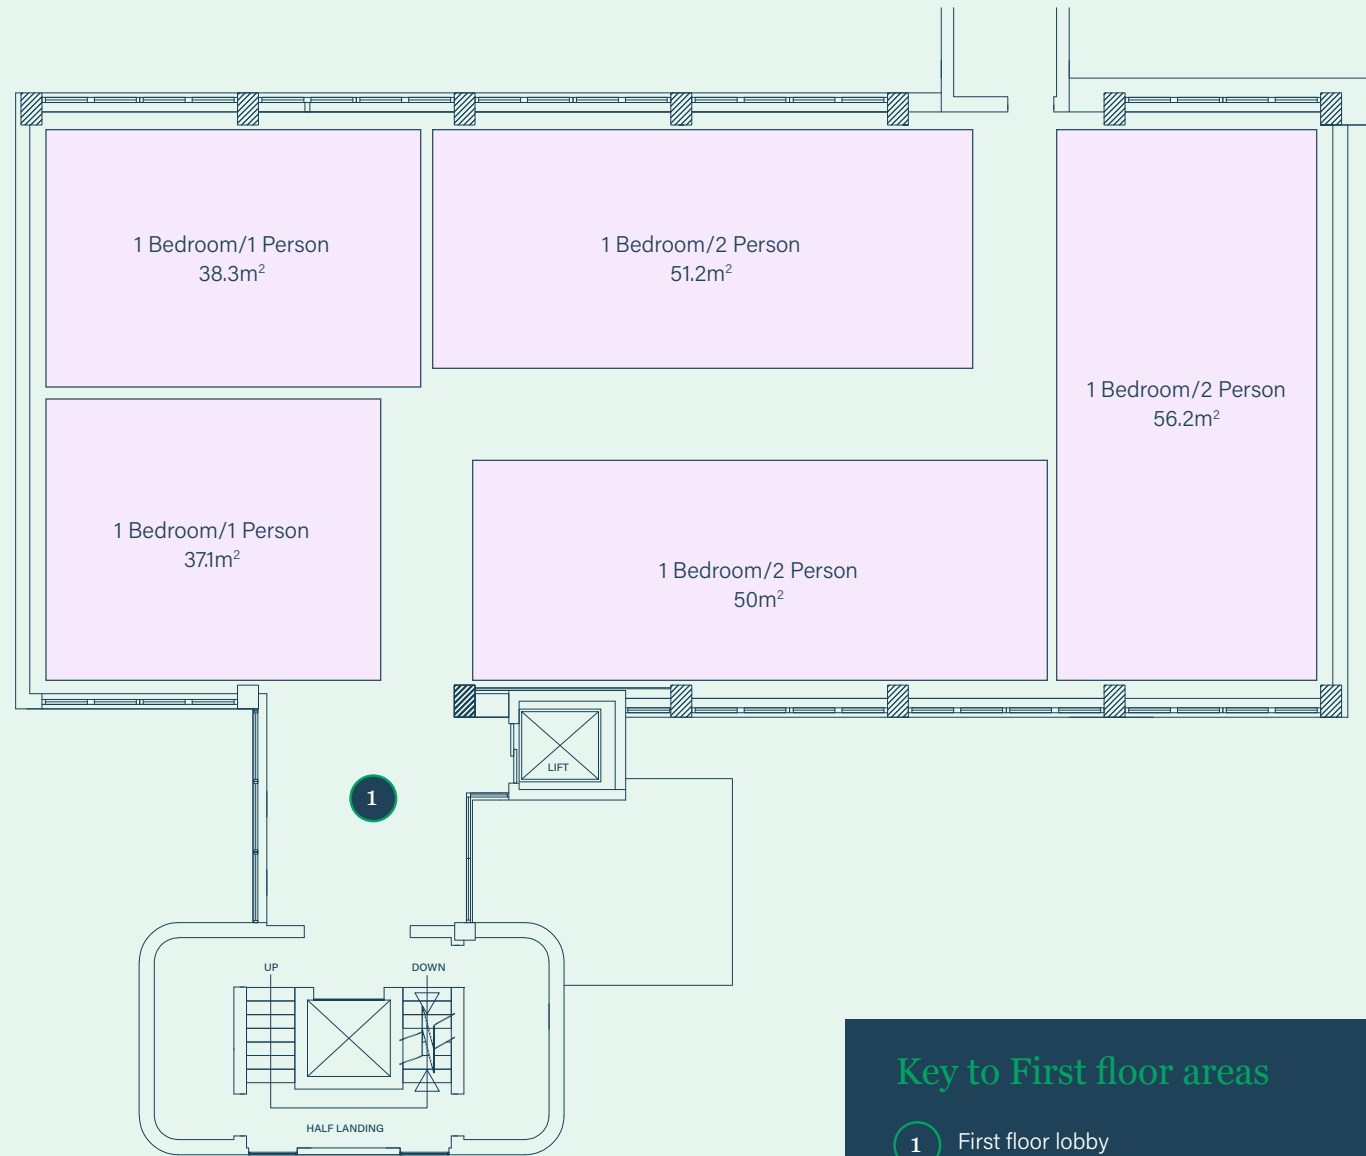 1 Bedroom/1 Person
38.3m²
1 Bedroom/2 Person
51.2m²
1 Bedroom/2 Person
56.2m²
1 Bedroom/1 Person
37.1m²
1 Bedroom/2 Person
50m²
LIFT
1
UP
DOWN
HALF LANDING
Key to First floor areas
1 First floor lobby